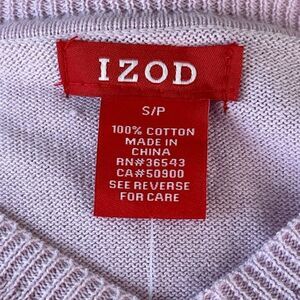 IZOD
S/P
100% COTTON
MADE IN
CHINA
RN#36543
CA#50900
SEE REVERSE
FOR CARE